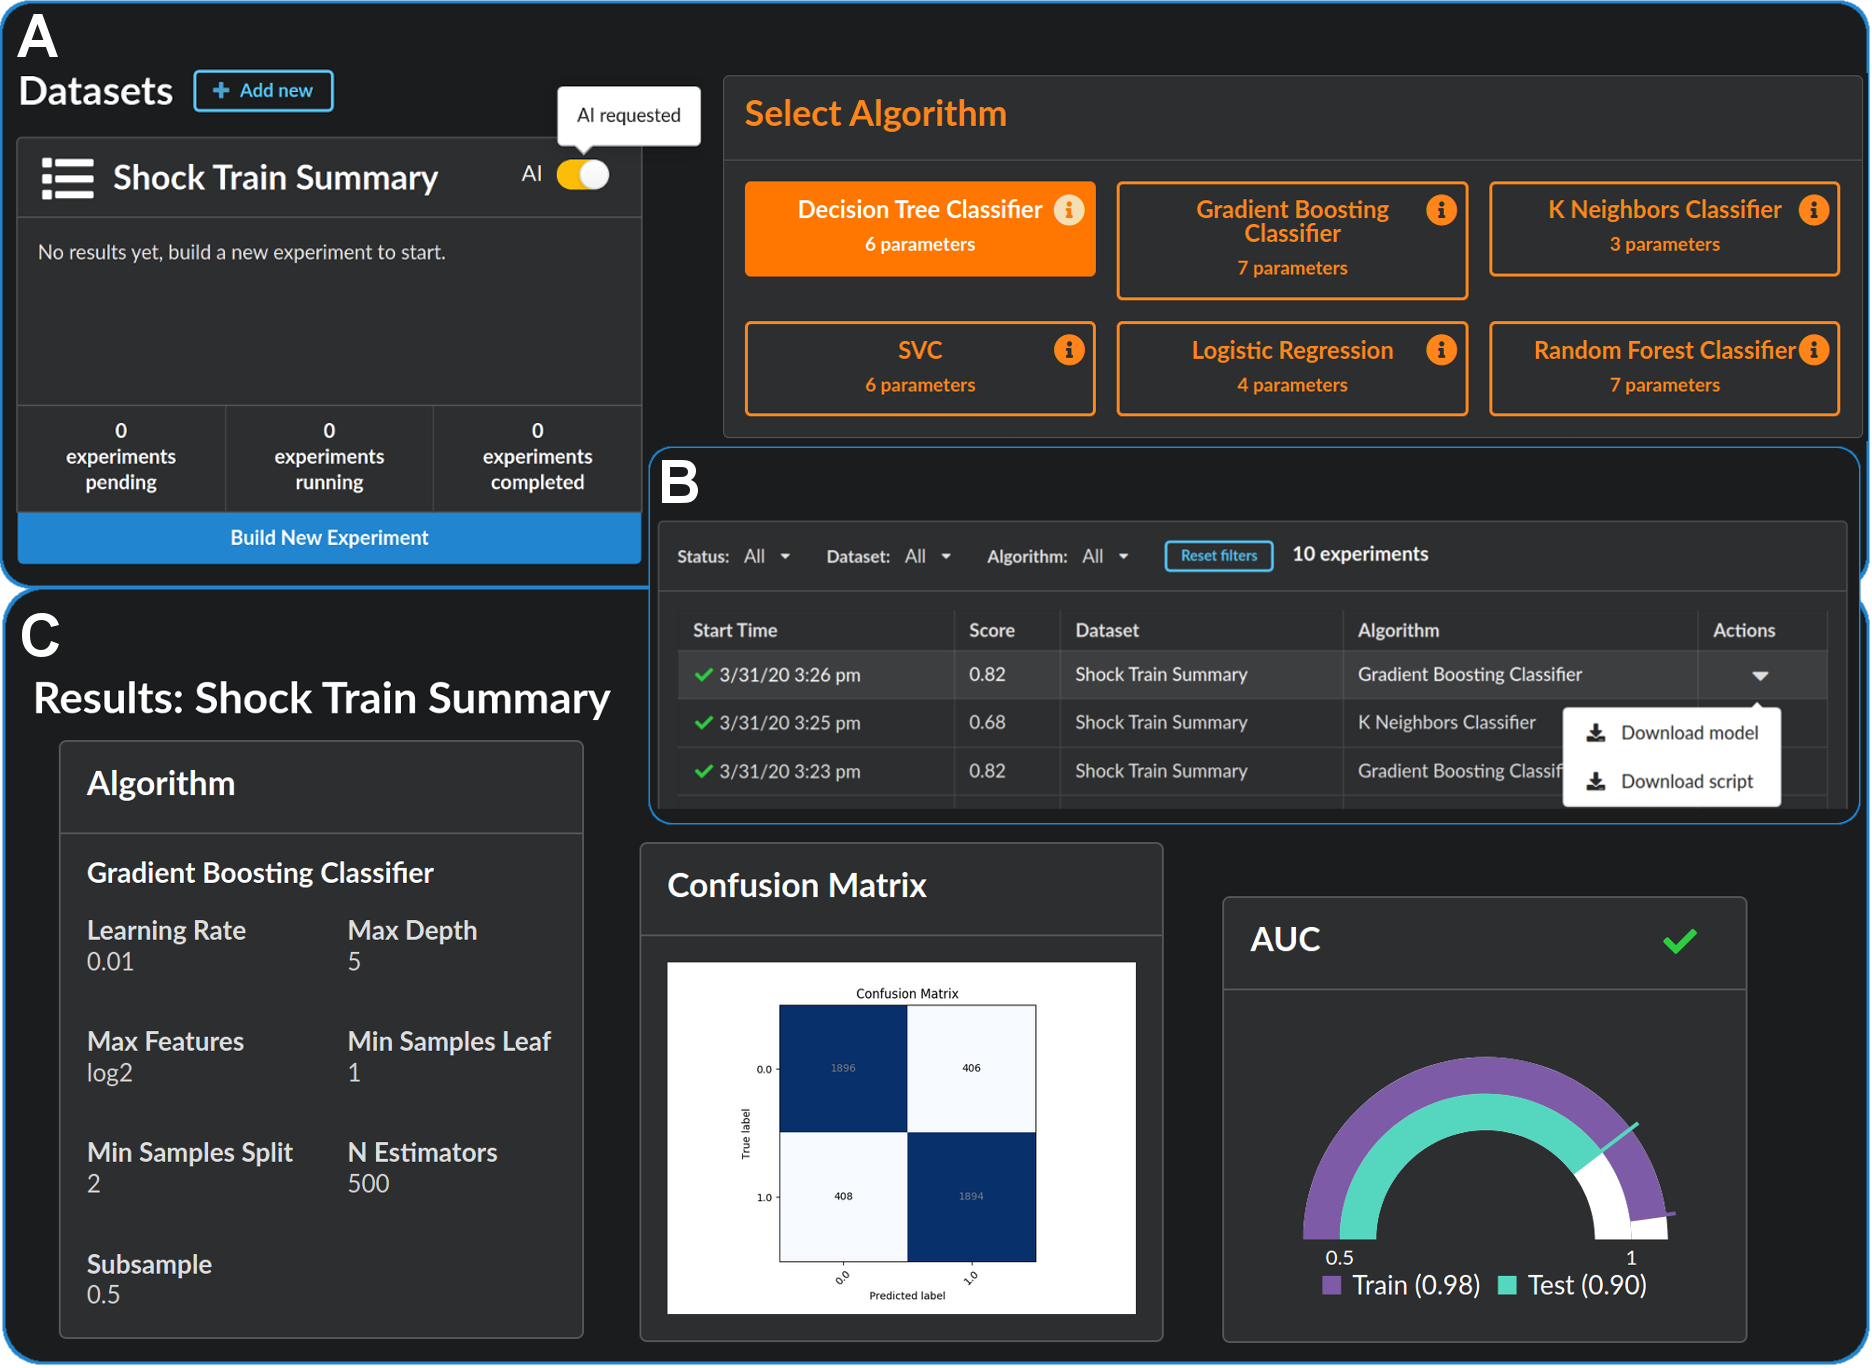 A
Datasets
Add new
AI requested
Shock Train Summary
AI
No results yet, build a new experiment to start.
0
experiments
pending
0
experiments
running
0
experiments
completed
Build New Experiment
Select Algorithm
Decision Tree Classifier
6 parameters
Gradient Boosting
Classifier
7 parameters
K Neighbors Classifier
3 parameters
SVC
6 parameters
Logistic Regression
4 parameters
Random Forest Classifier
7 parameters
B
Status: All Dataset: All Algorithm: All Reset filters 10 experiments
Start Time Score Dataset Algorithm Actions
3/31/20 3:26 pm 0.82 Shock Train Summary Gradient Boosting Classifier
3/31/20 3:25 pm 0.68 Shock Train Summary K Neighbors Classifier
3/31/20 3:23 pm 0.82 Shock Train Summary Gradient Boosting Classif
Download model
Download script
C
Results: Shock Train Summary
Algorithm
Gradient Boosting Classifier
Learning Rate
0.01
Max Depth
5
Max Features
log2
Min Samples Leaf
1
Min Samples Split
2
N Estimators
500
Subsample
0.5
Confusion Matrix
Confusion Matrix
True label
0.0
1896 406
1.0
408 1894
0.0 1.0
Predicted label
AUC
0.5 1
Train (0.98) Test (0.90)